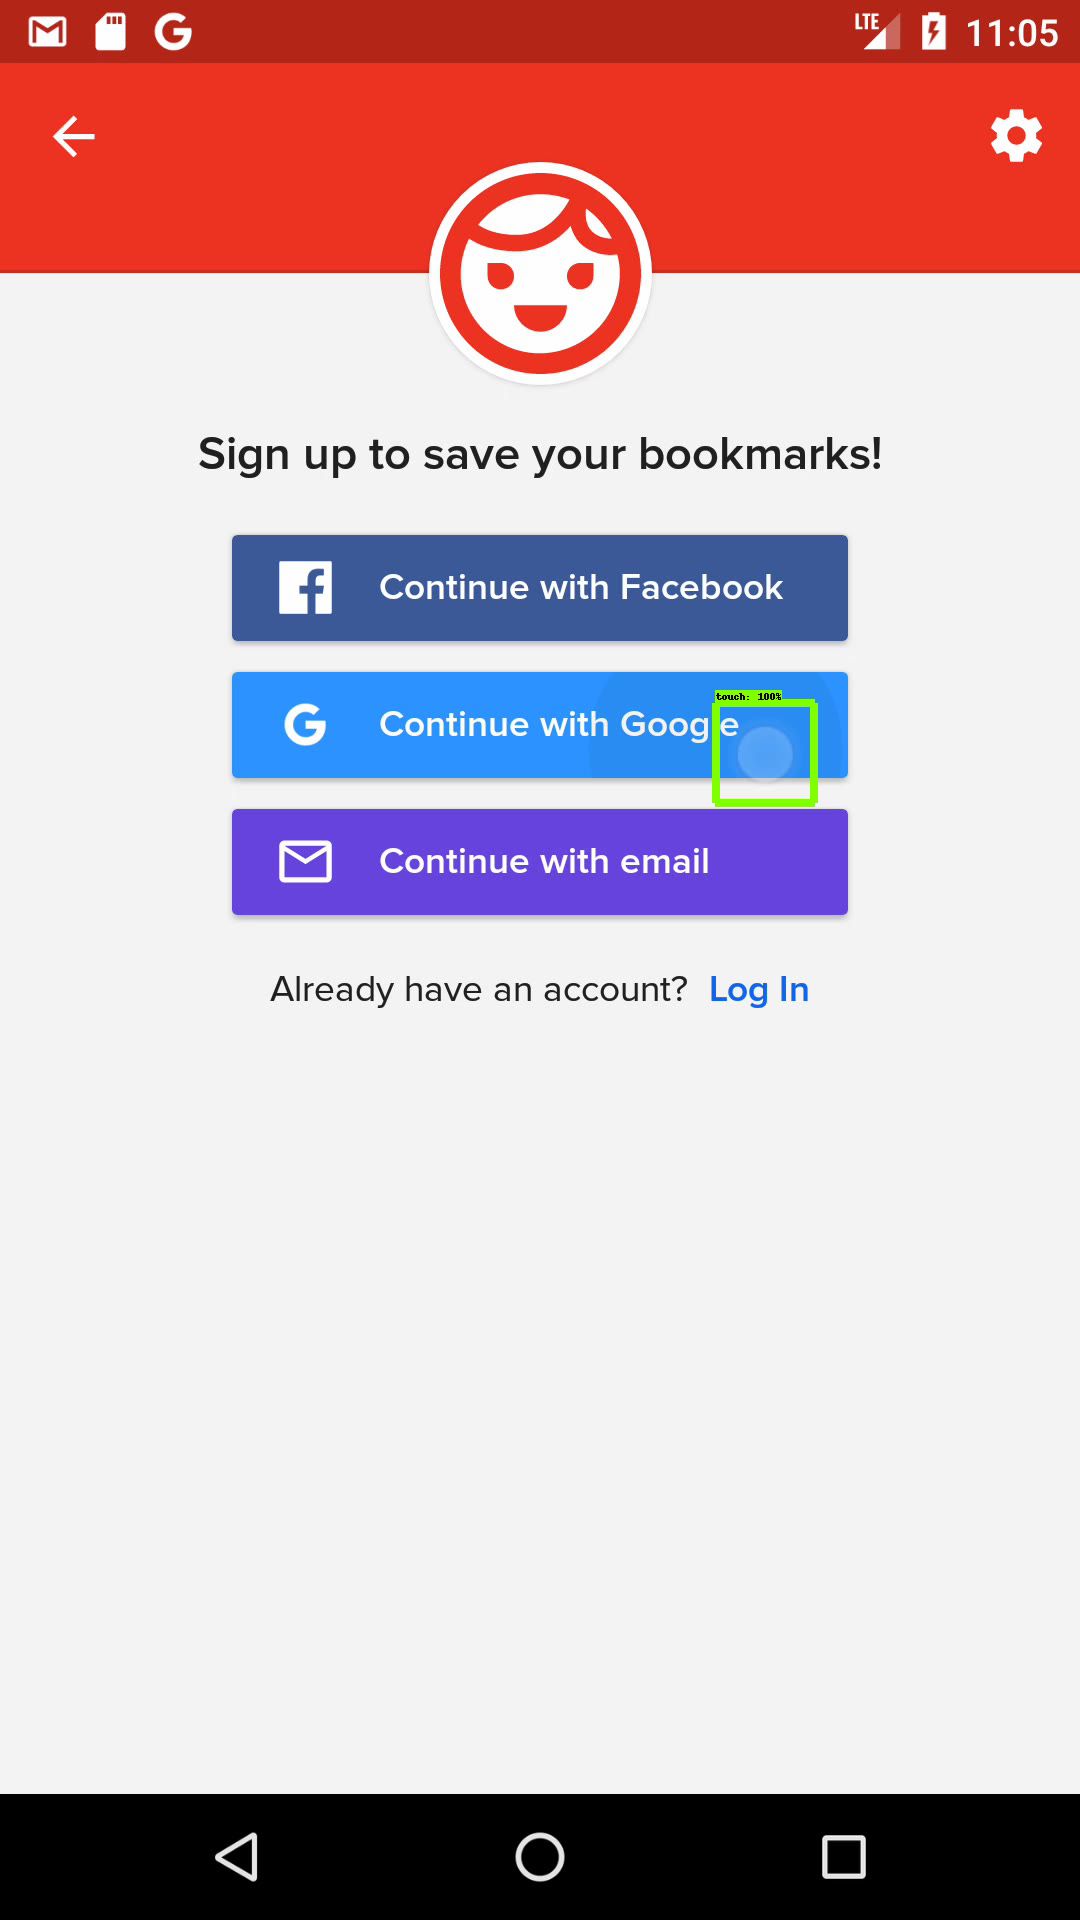 LTE 11:05
Sign up to save your bookmarks!
Continue with Facebook
touch: 100%
Continue with Google
Continue with email
Already have an account? Log In